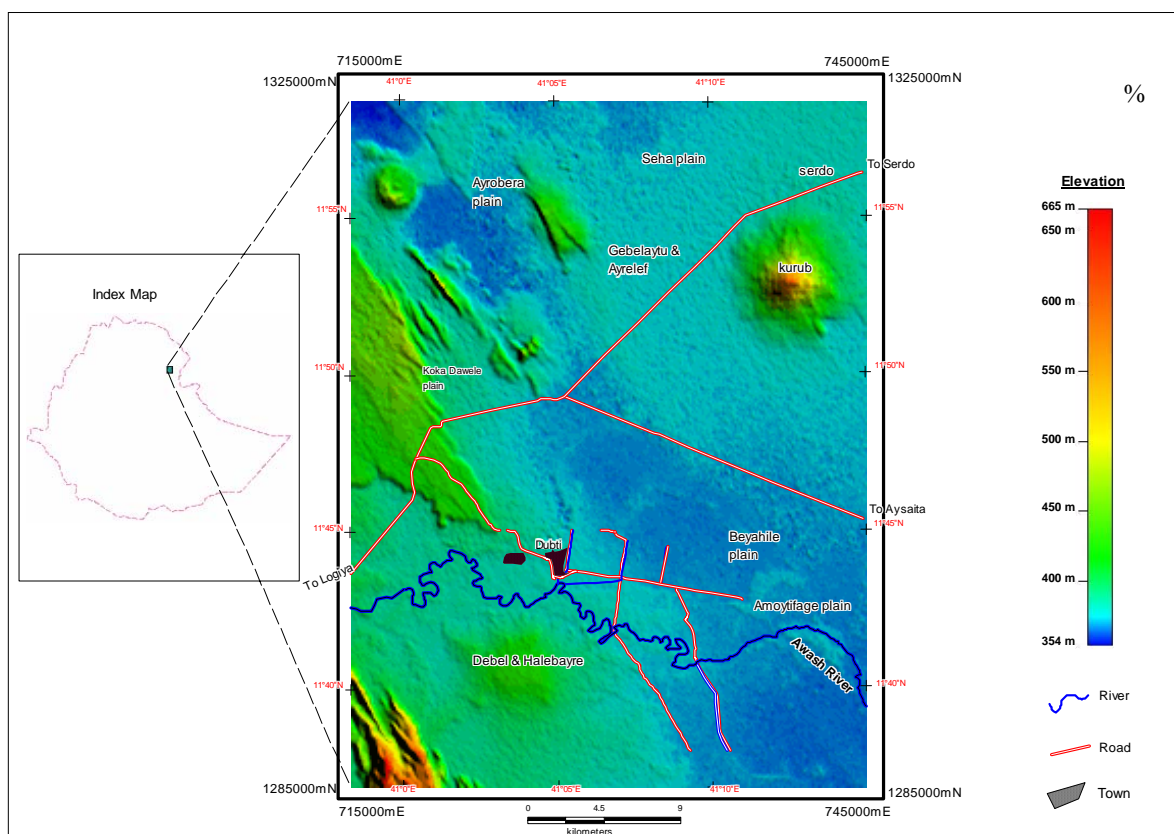 715000mE
745000mE
1325000mN
1325000mN
41°0'E
41°05'E
41°10'E
%
Seha plain
serdo
To Serdo
Ayrobera
plain
Elevation
665 m
650 m
11°55'N
11°55'N
Gebelaytu &
Ayrelef
kurub
Index Map
600 m
11°50'N
11°50'N
Koka Dawele
plain
550 m
500 m
450 m
To Aysaita
11°45'N
11°45'N
Beyahile
plain
Dubti
To Logiya
400 m
Amoytifage plain
354 m
Awash River
Debel & Halebayre
11°40'N
11°40'N
River
Road
Town
41°0'E
41°05'E
41°10'E
1285000mN
1285000mN
715000mE
745000mE
0
4.5
9
kilometers